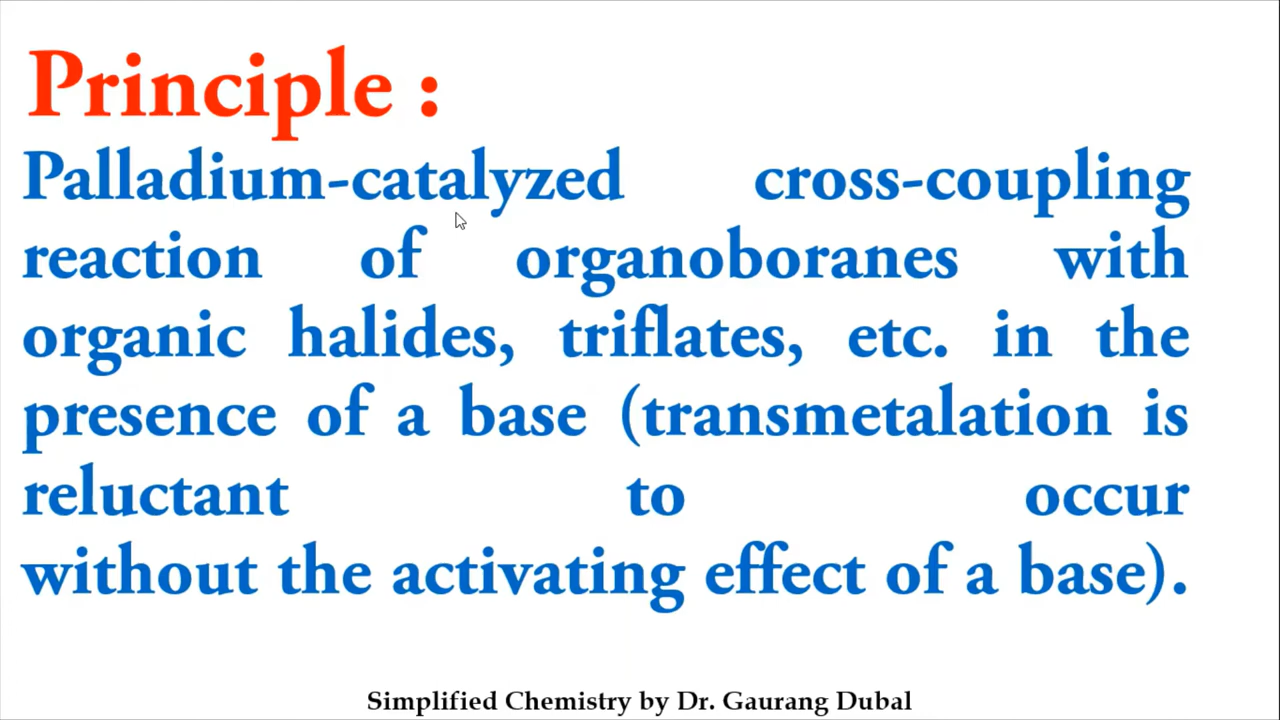 Principle :
Palladium-catalyzed cross-coupling
reaction of organoboranes with
organic halides, triflates, etc. in the
presence of a base (transmetalation is
reluctant to occur
without the activating effect of a base).
Simplified Chemistry by Dr. Gaurang Dubal